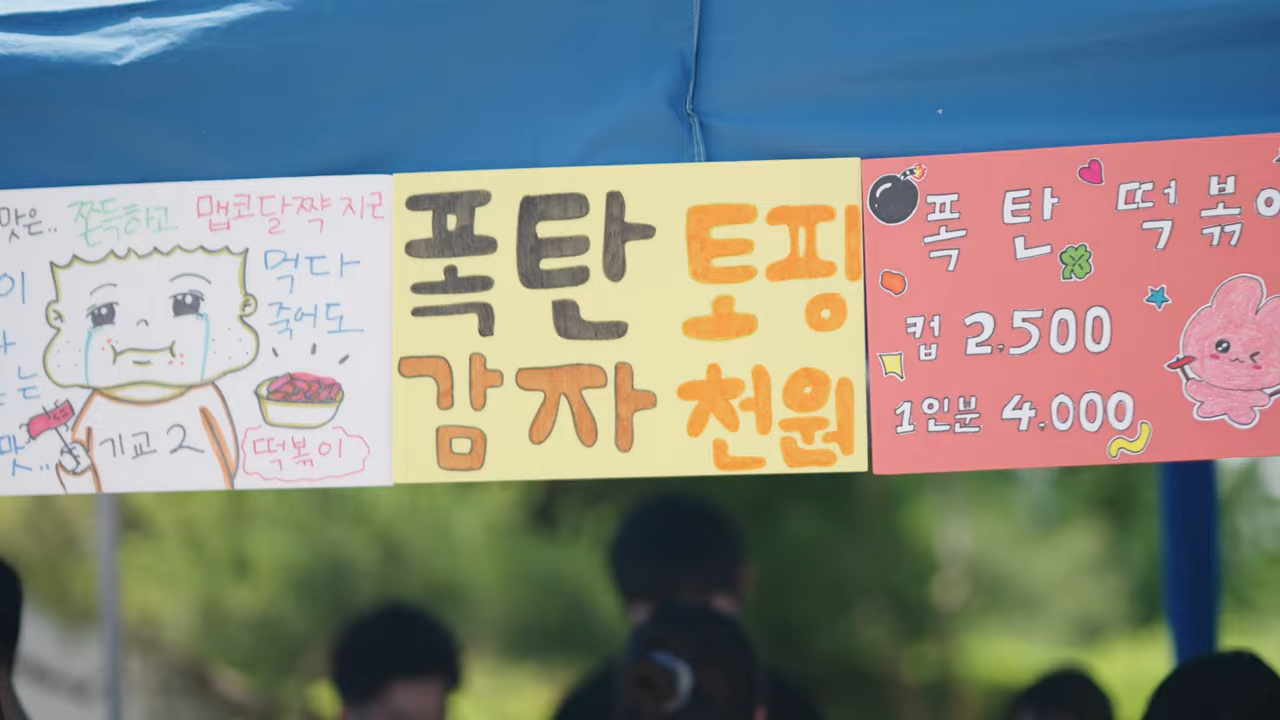 맛은.. 쫀득하고 맵코달짝지근
먹다
죽어도
기교2
떡볶이
폭탄 토핑
감자 천원
폭탄 떡볶이
컵 2,500
1인분 4.000